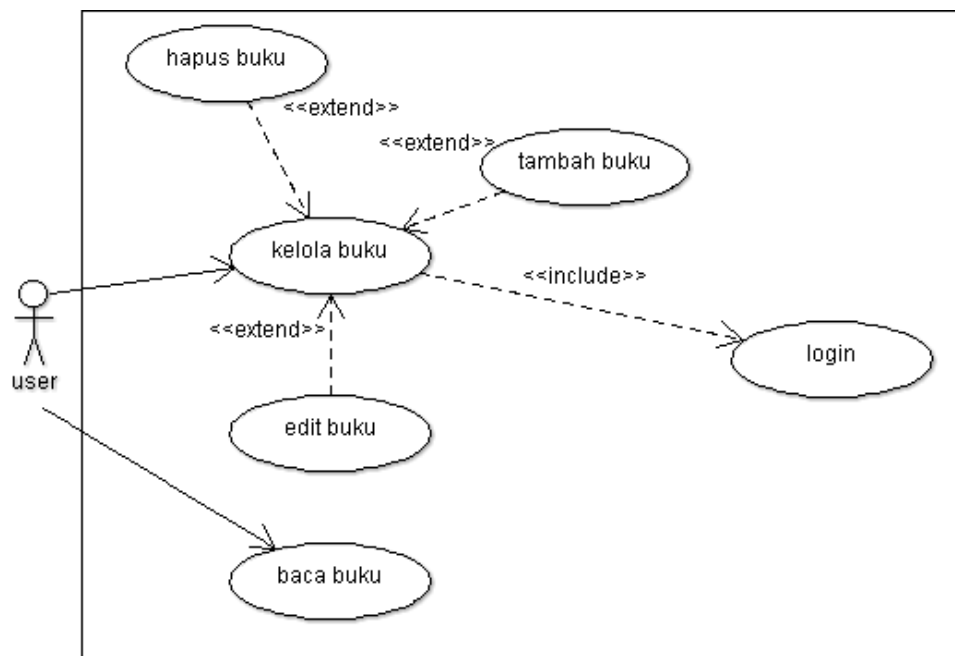 hapus buku
<<extend>>
<<extend>>
tambah buku
kelola buku
<<include>>
<<extend>>
login
user
edit buku
baca buku